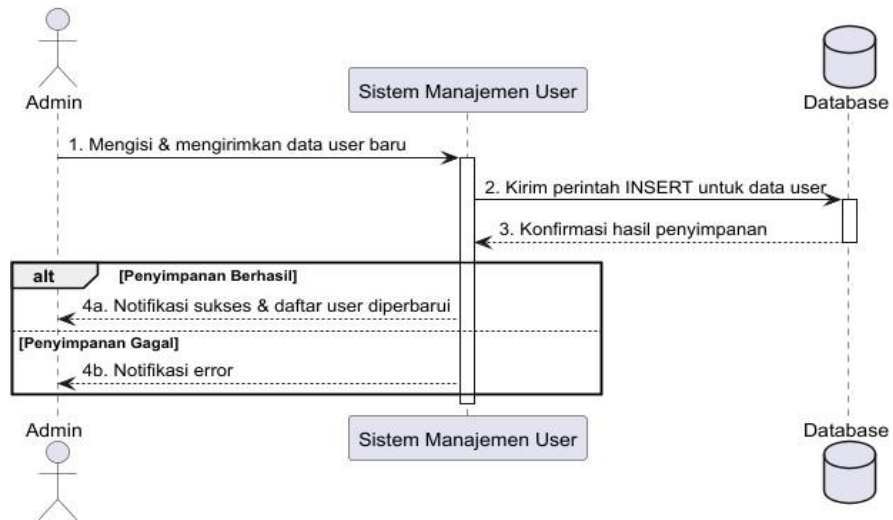 Admin
Sistem Manajemen User
Database
1. Mengisi & mengirimkan data user baru
2. Kirim perintah INSERT untuk data user
3. Konfirmasi hasil penyimpanan
alt [Penyimpanan Berhasil]
4a. Notifikasi sukses & daftar user diperbarui
[Penyimpanan Gagal]
4b. Notifikasi error
Admin
Sistem Manajemen User
Database